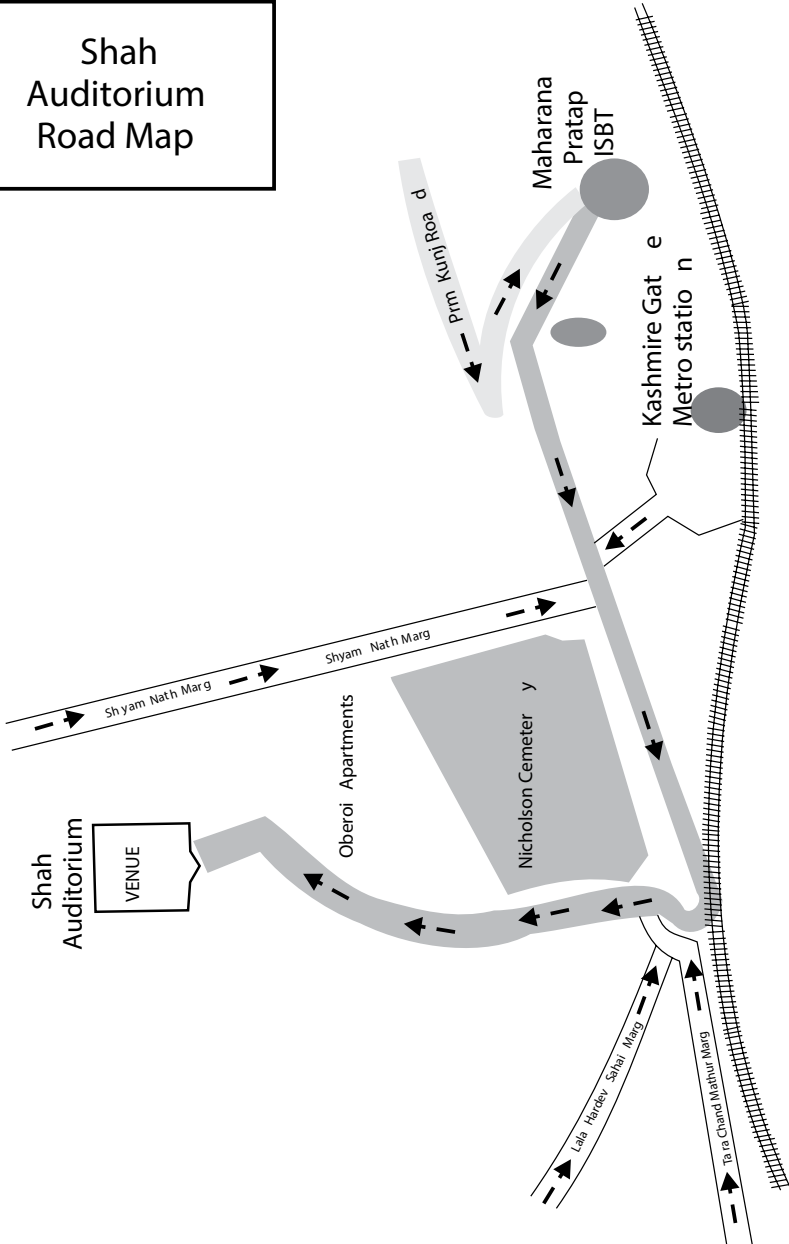 Shah
Auditorium
Road Map
Maharana
Pratap
ISBT
Prm Kunj Roa d
Kashmire Gat e
Metro statio n
Shyam Nath Marg
Sh yam Nath Marg
Oberoi Apartments
Nicholson Cemeter y
Shah
Auditorium
VENUE
Lala Hardev Sahai Marg
Ta ra Chand Mathur Marg